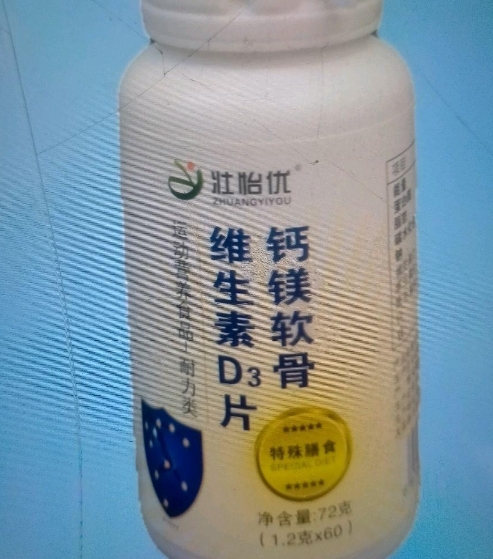 壮怡优®
ZHUANGYIYOU
钙镁软骨
维生素D3片
运动营养食品 耐力类
★★★★★
特殊膳食
SPECIAL DIET
★★★★★
净含量:72克
(1.2克x60)
项目